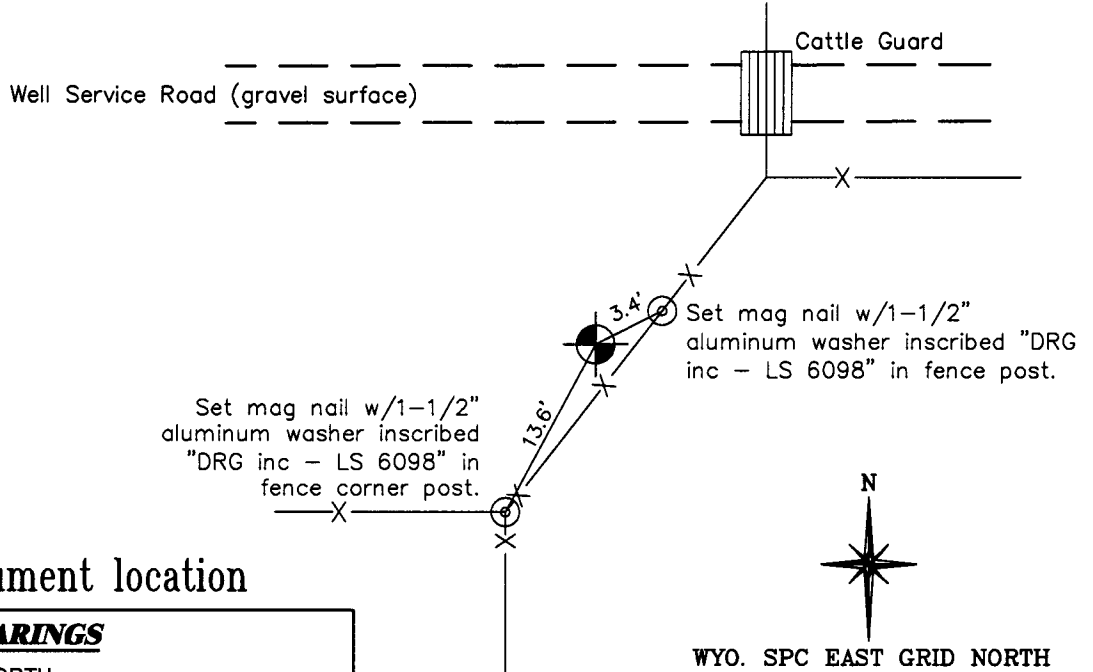 Cattle Guard
Well Service Road (gravel surface)
3.4'
Set mag nail w/1-1/2"
aluminum washer inscribed "DRG
inc - LS 6098" in fence post.
13.6'
Set mag nail w/1-1/2"
aluminum washer inscribed
"DRG inc - LS 6098" in
fence corner post.
N
location
WYO. SPC EAST GRID NORTH